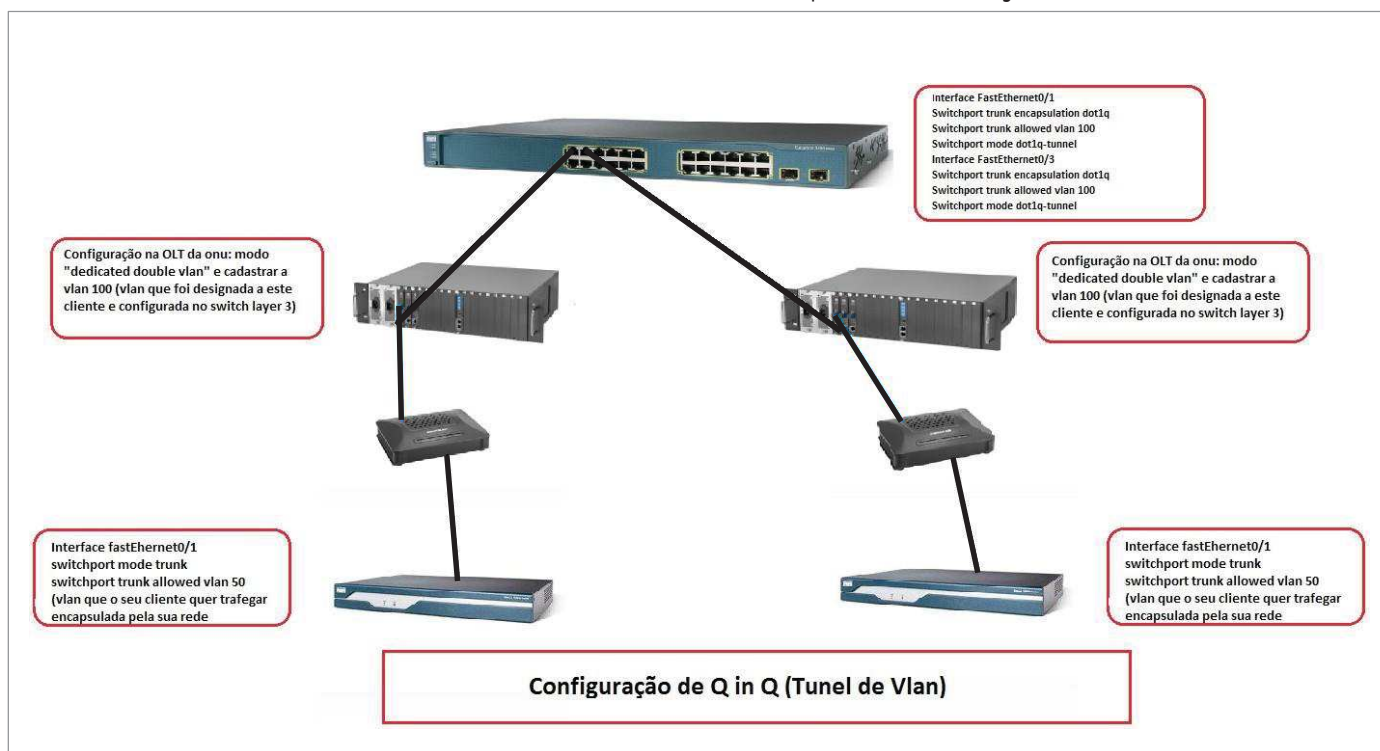 Interface FastEthernet0/1
Switchport trunk encapsulation dot1q
Switchport trunk allowed vlan 100
Switchport mode dot1q-tunnel
Interface FastEthernet0/3
Switchport trunk encapsulation dot1q
Switchport trunk allowed vlan 100
Switchport mode dot1q-tunnel
Configuração na OLT da onu: modo
"dedicated double vlan" e cadastrar a
vlan 100 (vlan que foi designada a este
cliente e configurada no switch layer 3)
Configuração na OLT da onu: modo
"dedicated double vlan" e cadastrar a
vlan 100 (vlan que foi designada a este
cliente e configurada no switch layer 3)
Interface fastEhernet0/1
switchport mode trunk
switchport trunk allowed vlan 50
(vlan que o seu cliente quer trafegar
encapsulada pela sua rede
Interface fastEhernet0/1
switchport mode trunk
switchport trunk allowed vlan 50
(vlan que o seu cliente quer trafegar
encapsulada pela sua rede
Configuração de Q in Q (Tunel de Vlan)